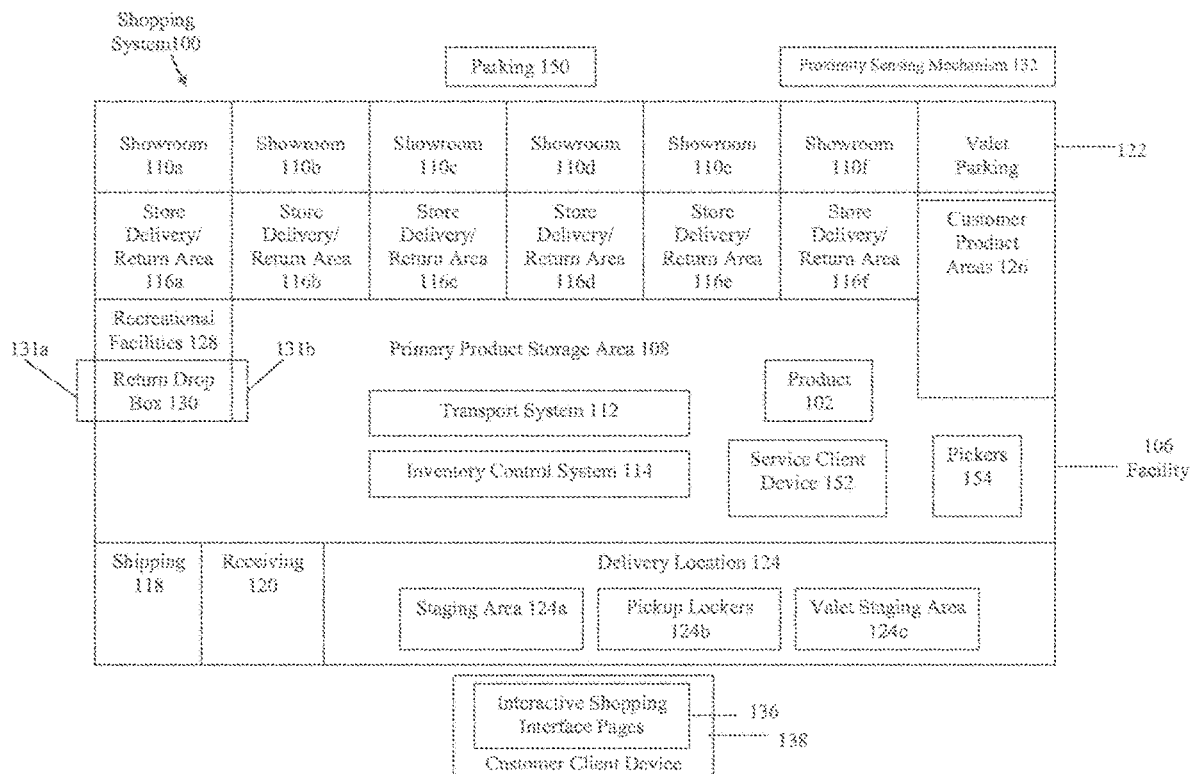 Shopping
System100
Parking 150
Proximity Sensing Mechanism 132
Showroom
110a
Showroom
110b
Showroom
110c
Showroom
110d
Showroom
110e
Showroom
110f
Valet
Parking
122
Store
Delivery/
Return Area
116a
Store
Delivery/
Return Area
116b
Store
Delivery/
Return Area
116c
Store
Delivery/
Return Area
116d
Store
Delivery/
Return Area
116e
Store
Delivery/
Return Area
116f
Customer
Product
Areas 126
Recreational
Facilities 128
131a
131b
Primary Product Storage Area 108
Return Drop
Box 130
Product
102
Transport System 112
Inventory Control System 114
Service Client
Device 152
Pickers
154
106
Facility
Shipping
118
Receiving
120
Delivery Location 124
Staging Area 124a
Pickup Lockers
124b
Valet Staging Area
124c
Interactive Shopping
Interface Pages
136
138
Customer Client Device